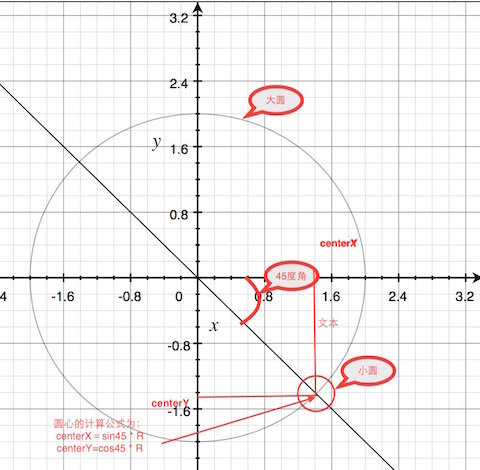 3.2
2.4
大圆
y
1.6
0.8
centerY
45度角
4
-1.6
-0.8
0
0.8
1.6
2.4
3.2
x
文本
-0.8
小圆
centerY
-1.6
圆心的计算公式为：
centerX = sin45 * R
centerY=cos45 * R